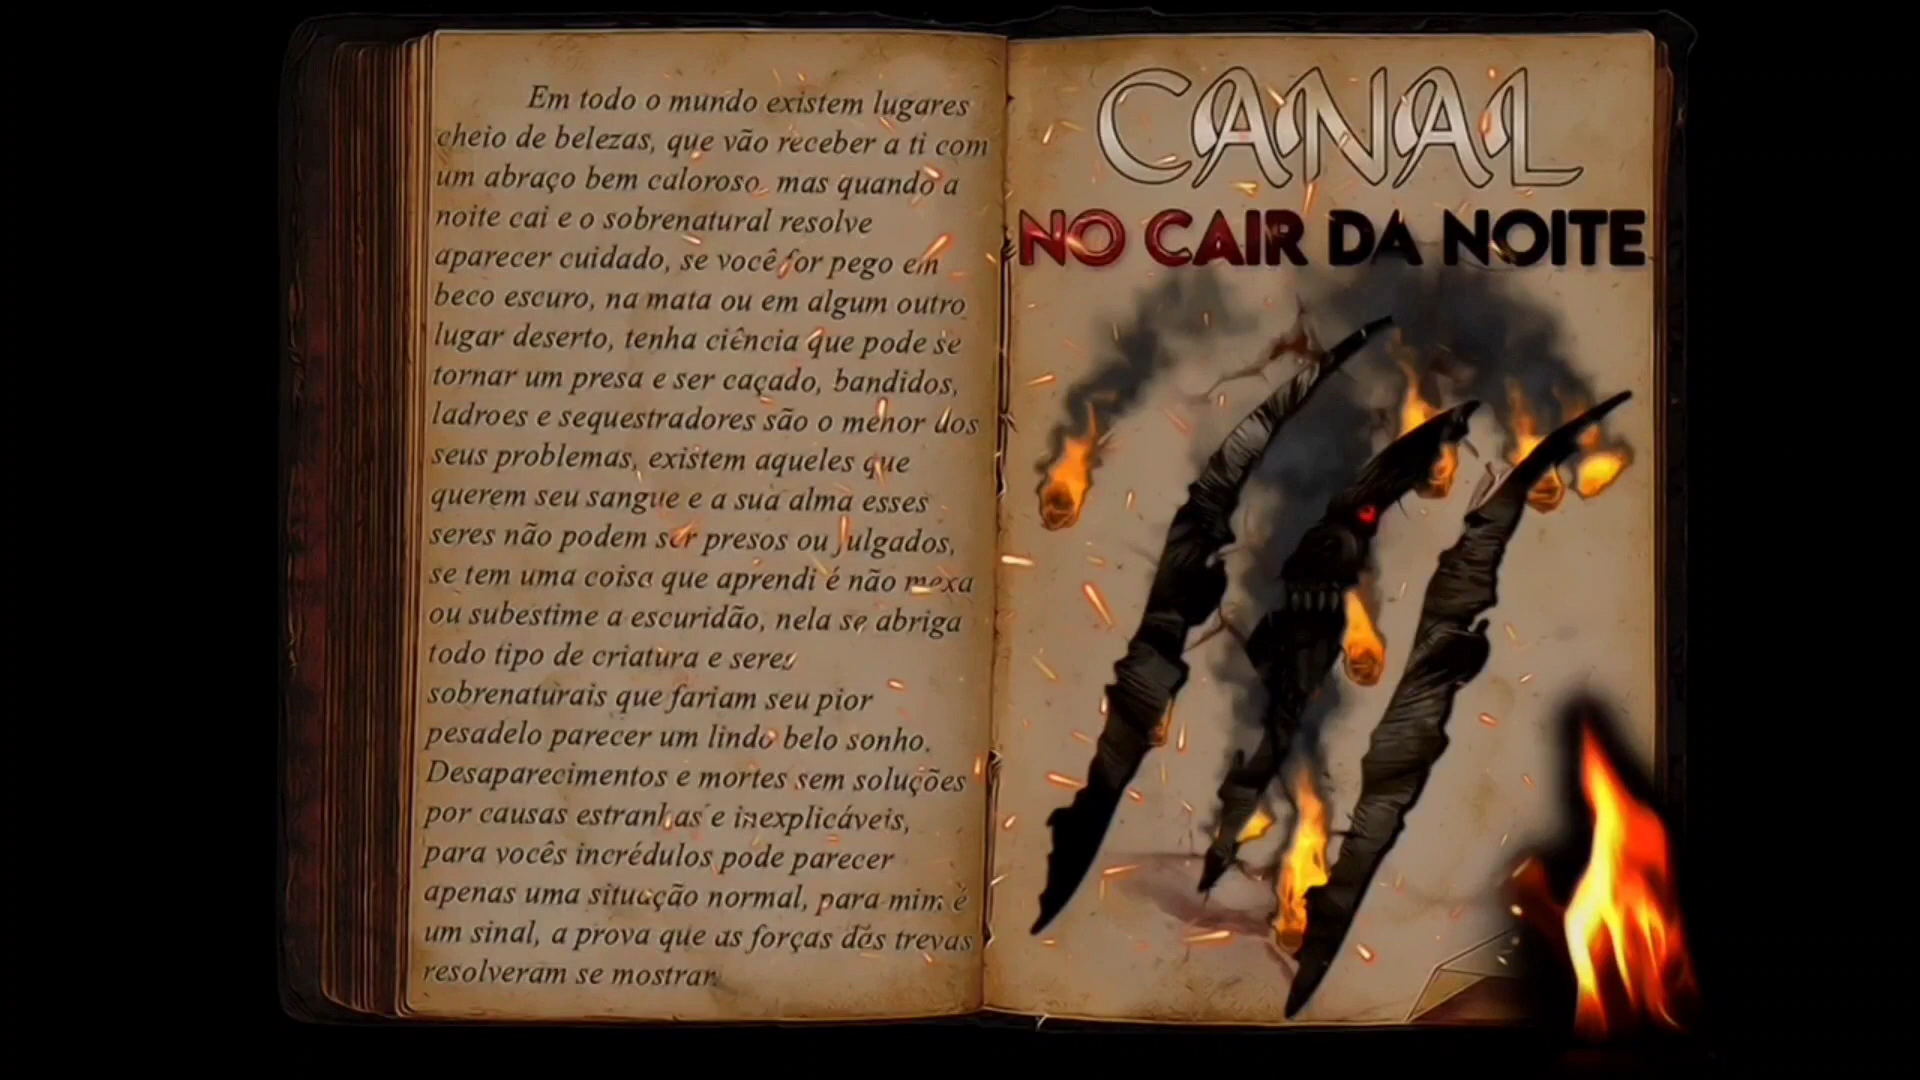 Em todo o mundo existem lugares
cheio de belezas, que vão receber a ti com
um abraço bem caloroso, mas quando a
noite cai e o sobrenatural resolve
aparecer cuidado, se você for pego em
beco escuro, na mata ou em algum outro
lugar deserto, tenha ciência que pode se
tornar um presa e ser caçado, bandidos,
ladroes e sequestradores são o menor dos
seus problemas, existem aqueles que
querem seu sangue e a sua alma esses
seres não podem ser presos ou julgados,
se tem uma coisa que aprendi é não mexa
ou subestime a escuridão, nela se abriga
todo tipo de criatura e seres
sobrenaturais que fariam seu pior
pesadelo parecer um lindo belo sonho.
Desaparecimentos e mortes sem soluções
por causas estranhas e inexplicáveis,
para vocês incrédulos pode parecer
apenas uma situação normal, para mim é
um sinal, a prova que as forças das trevas
resolveram se mostrar.
CANAL
NO CAIR DA NOITE